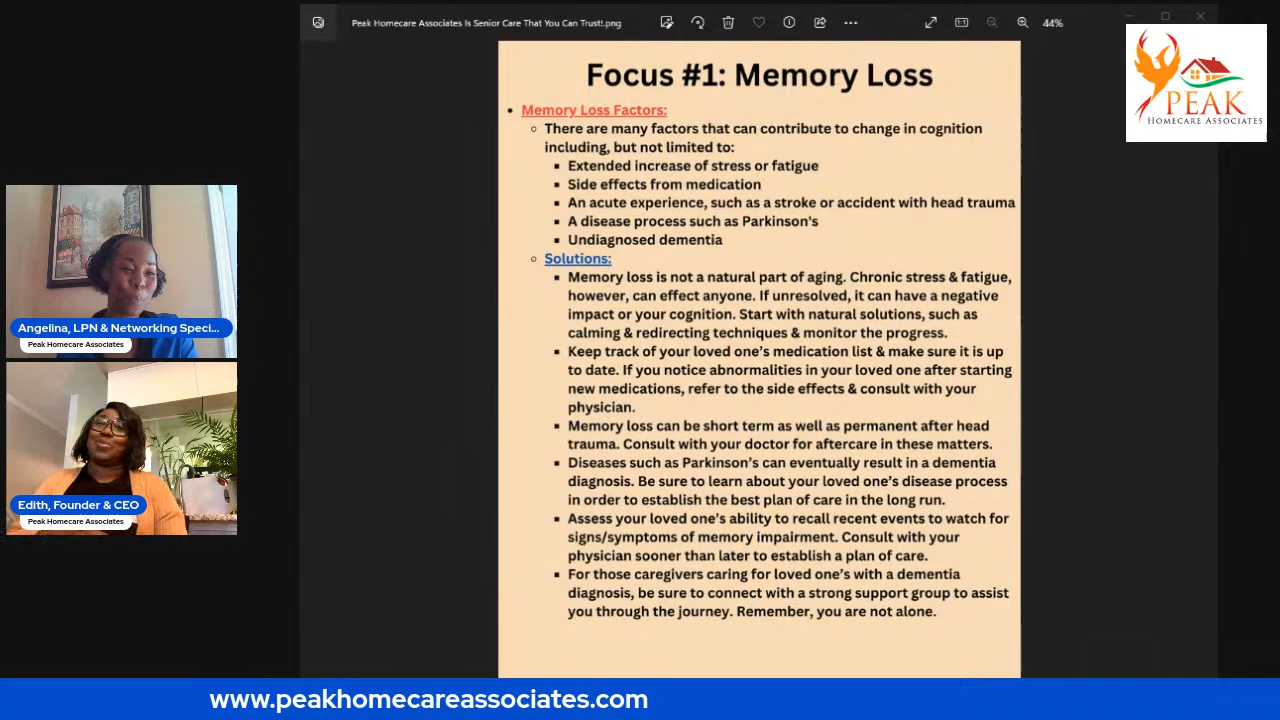 Peak Homecare Associates Is Senior Care That You Can Trust!.png
1:1
44%
PEAK
HOMECARE ASSOCIATES
Focus #1: Memory Loss
• Memory Loss Factors:
○ There are many factors that can contribute to change in cognition
including, but not limited to:
▪ Extended increase of stress or fatigue
▪ Side effects from medication
▪ An acute experience, such as a stroke or accident with head trauma
▪ A disease process such as Parkinson's
▪ Undiagnosed dementia
○ Solutions:
▪ Memory loss is not a natural part of aging. Chronic stress & fatigue,
however, can effect anyone. If unresolved, it can have a negative
impact or your cognition. Start with natural solutions, such as
calming & redirecting techniques & monitor the progress.
▪ Keep track of your loved one's medication list & make sure it is up
to date. If you notice abnormalities in your loved one after starting
new medications, refer to the side effects & consult with your
physician.
▪ Memory loss can be short term as well as permanent after head
trauma. Consult with your doctor for aftercare in these matters.
▪ Diseases such as Parkinson's can eventually result in a dementia
diagnosis. Be sure to learn about your loved one's disease process
in order to establish the best plan of care in the long run.
▪ Assess your loved one's ability to recall recent events to watch for
signs/symptoms of memory impairment. Consult with your
physician sooner than later to establish a plan of care.
▪ For those caregivers caring for loved one's with a dementia
diagnosis, be sure to connect with a strong support group to assist
you through the journey. Remember, you are not alone.
Angelina, LPN & Networking Speci...
Peak Homecare Associates
Edith, Founder & CEO
Peak Homecare Associates
www.peakhomecareassociates.com